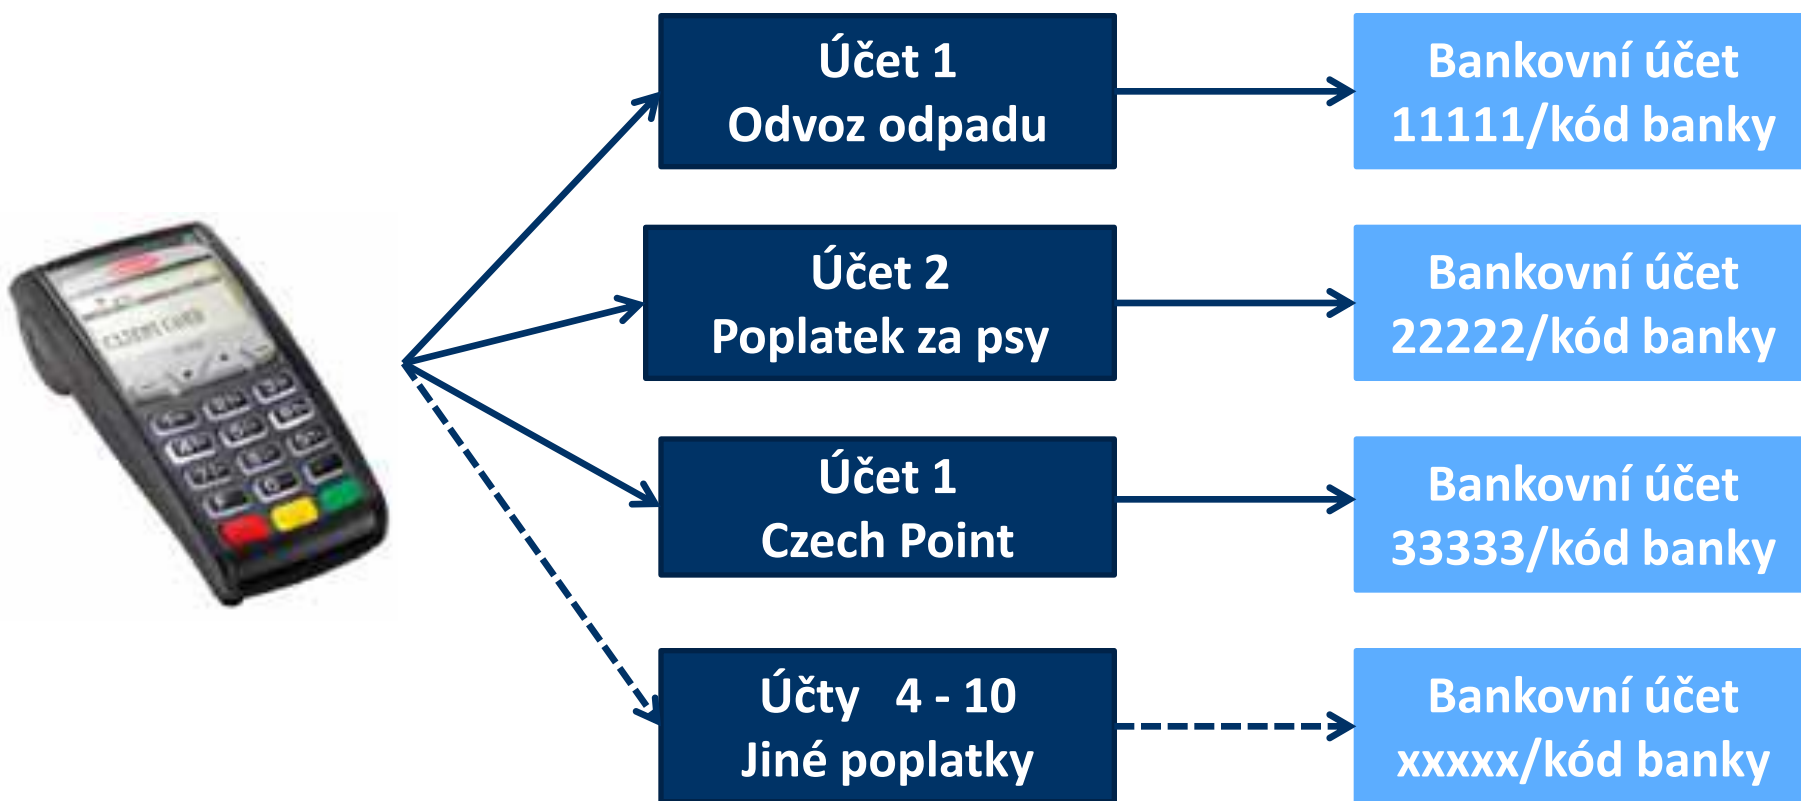 Účet 1
Odvoz odpadu
Bankovní účet
11111/kód banky
Účet 2
Poplatek za psy
Bankovní účet
22222/kód banky
Účet 1
Czech Point
Bankovní účet
33333/kód banky
Účty 4 - 10
Jiné poplatky
Bankovní účet
xxxxx/kód banky